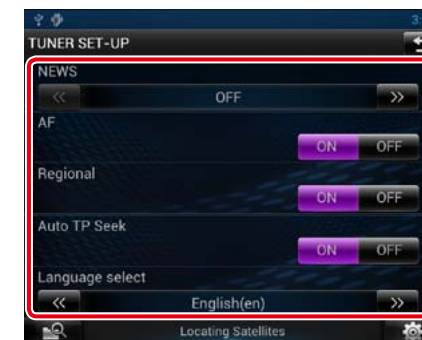 3:
TUNER SET-UP
NEWS
<< OFF >>
AF
ON OFF
Regional
ON OFF
Auto TP Seek
ON OFF
Language select
<< English(en) >>
Locating Satellites